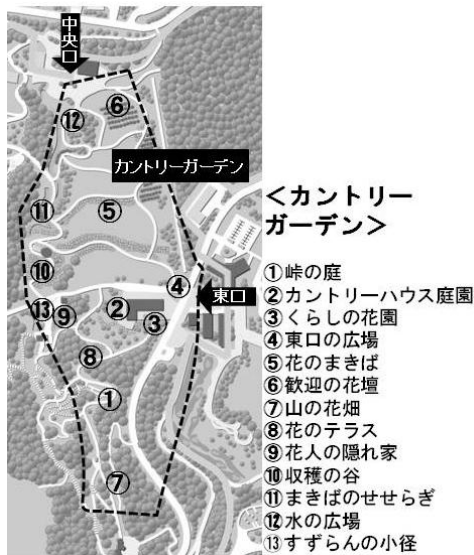 中央口
⑥
⑫
カントリーガーデン
⑪
⑤
⑩
④
東口
⑬
⑨
②
③
⑧
①
⑦
<カントリー
ガーデン>
①峠の庭
②カントリーハウス庭園
③くらしの花園
④東口の広場
⑤花のまきば
⑥歓迎の花壇
⑦山の花畑
⑧花のテラス
⑨花人の隠れ家
⑩収穫の谷
⑪まきばのせせらぎ
⑫水の広場
⑬すずらんの小径